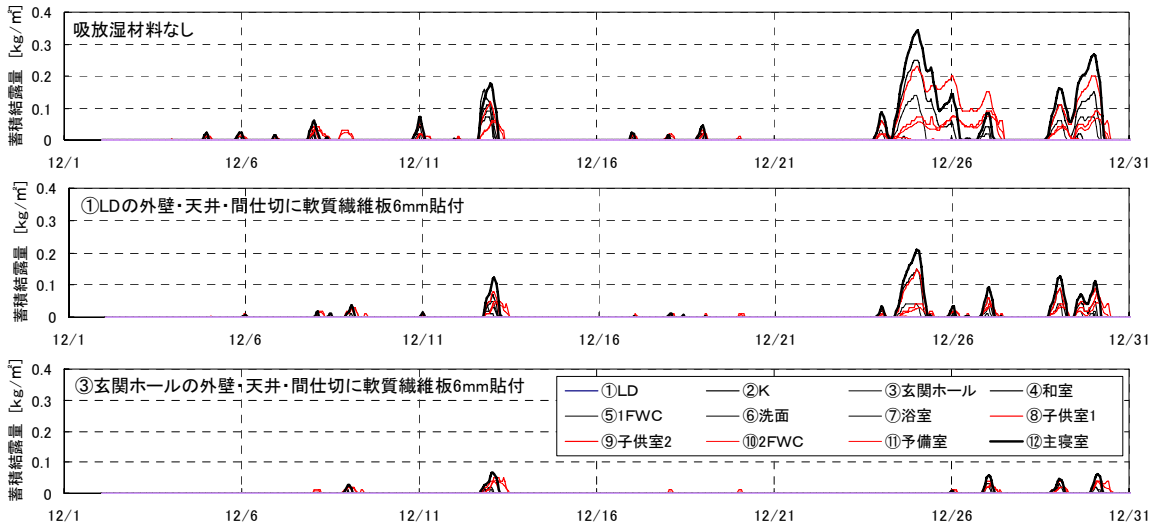 吸放湿材料なし
蓄積結露量 [kg/㎡]
0.4
0.3
0.2
0.1
0
12/1 12/6 12/11 12/16 12/21 12/26 12/31
①LDの外壁・天井・間仕切に軟質繊維板6mm貼付
蓄積結露量 [kg/㎡]
0.4
0.3
0.2
0.1
0
12/1 12/6 12/11 12/16 12/21 12/26 12/31
③玄関ホールの外壁・天井・間仕切に軟質繊維板6mm貼付
蓄積結露量 [kg/㎡]
0.4
0.3
0.2
0.1
0
①LD ②K ③玄関ホール ④和室
⑤1FWC ⑥洗面 ⑦浴室 ⑧子供室1
⑨子供室2 ⑩2FWC ⑪予備室 ⑫主寝室
12/1 12/6 12/11 12/16 12/21 12/26 12/31